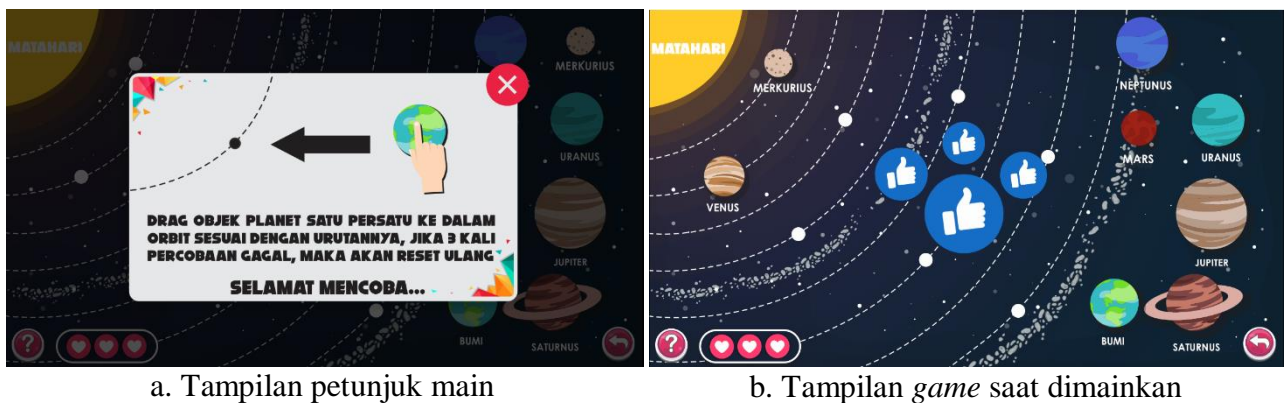 MATAHARI
MERKURIUS
URANUS
DRAG OBJEK PLANET SATU PERSATU KE DALAM
ORBIT SESUAI DENGAN URUTANNYA, JIKA 3 KALI
PERCOBAAN GAGAL, MAKA AKAN RESET ULANG
SELAMAT MENCOBA...
JUPITER
BUMI
SATURNUS
?
a. Tampilan petunjuk main
MATAHARI
MERKURIUS
NEPTUNUS
MARS
URANUS
VENUS
JUPITER
BUMI
SATURNUS
?
b. Tampilan game saat dimainkan